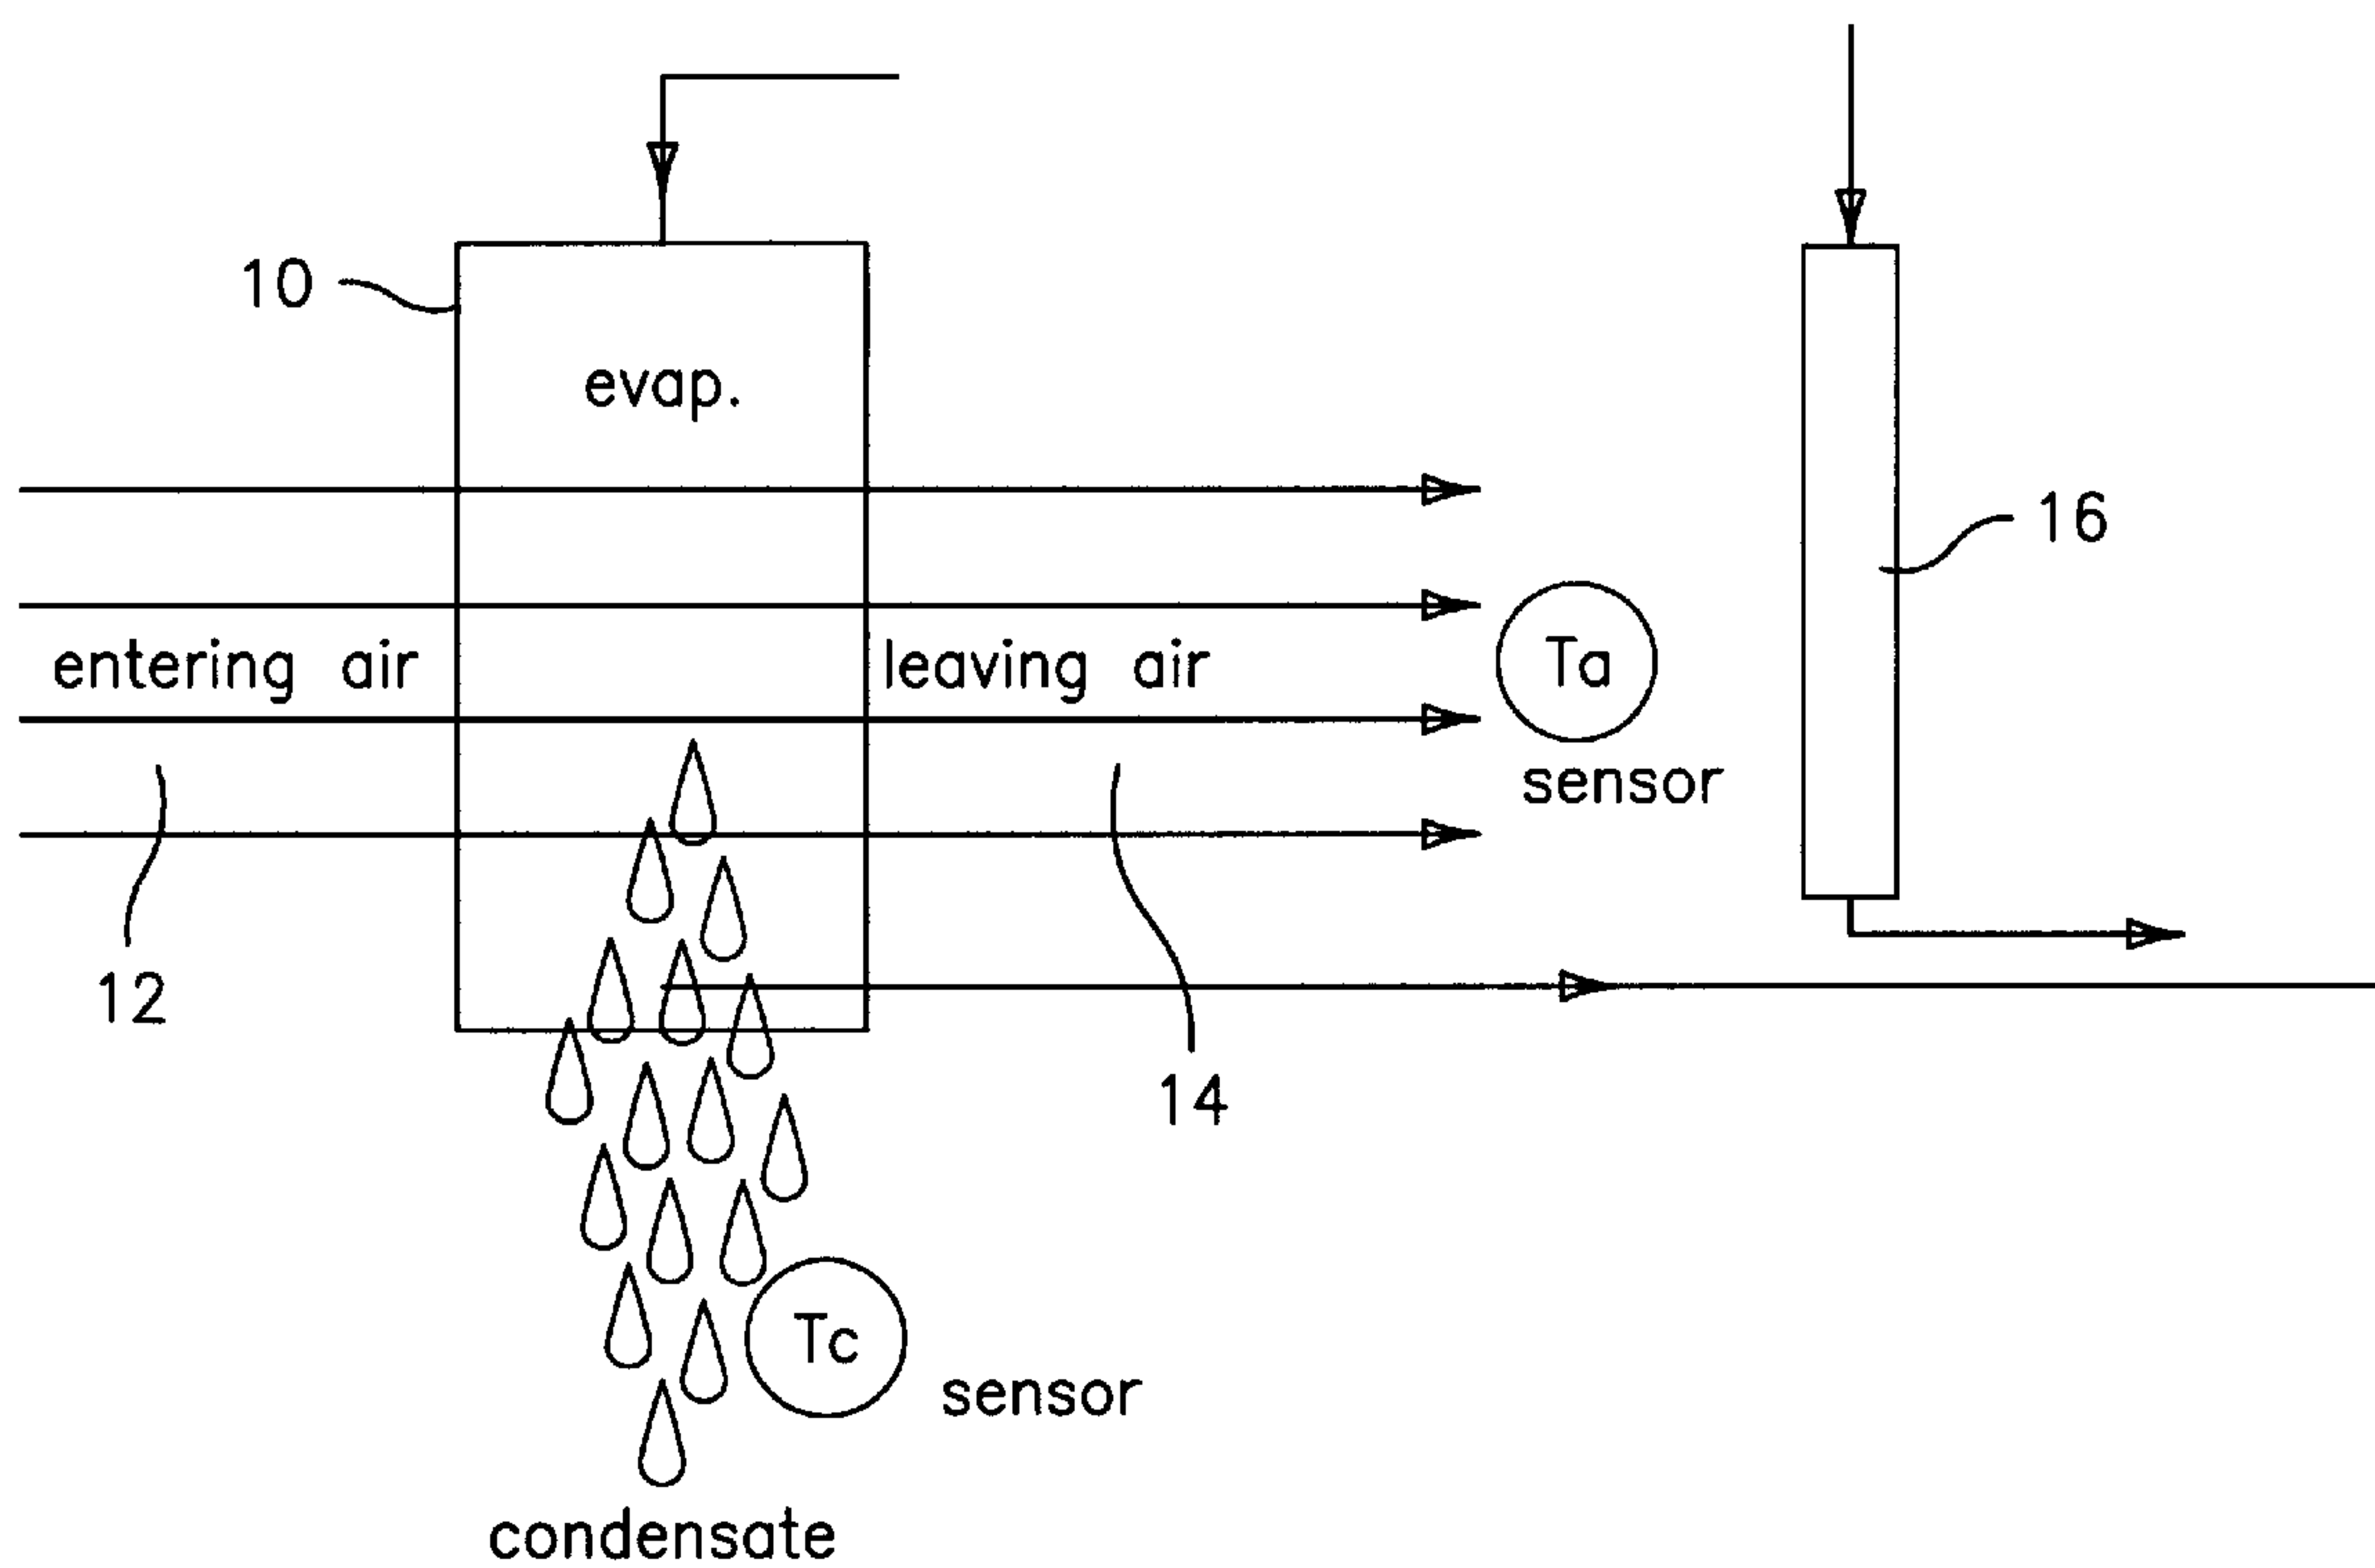 10
evap.
16
entering air
leaving air
Ta
sensor
12
14
Tc
sensor
condensate